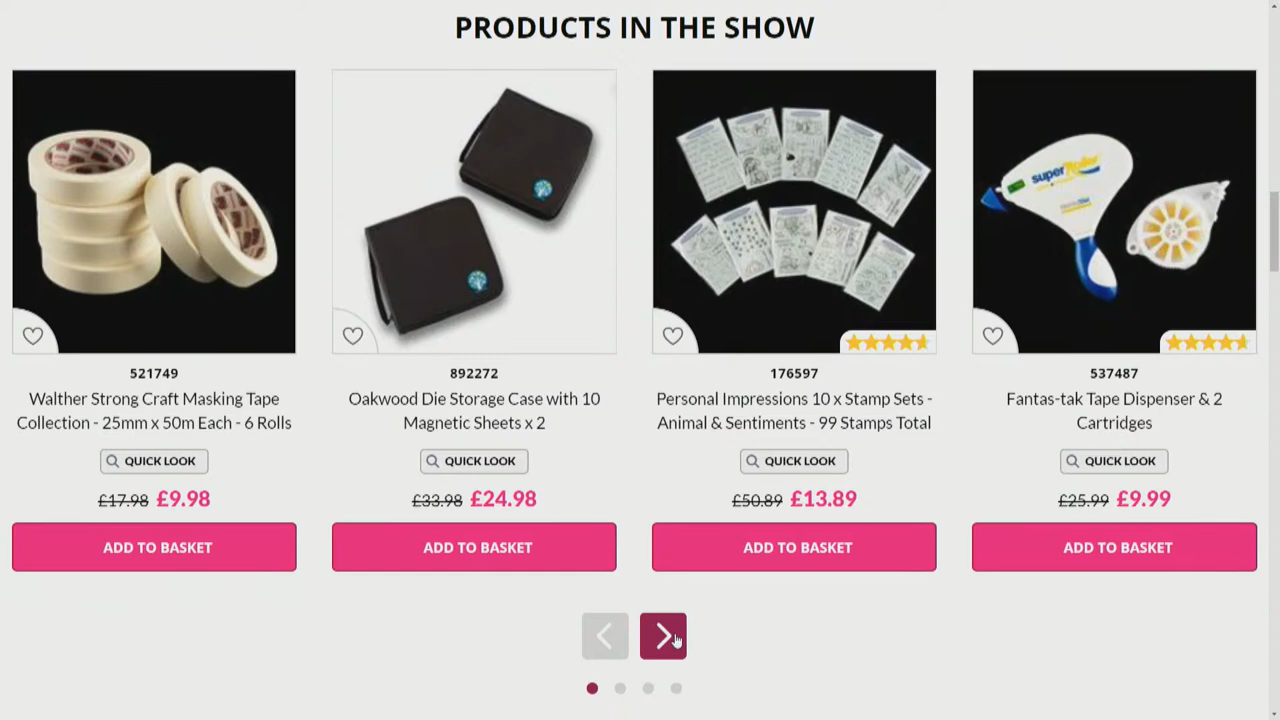 PRODUCTS IN THE SHOW
super Roller
521749
Walther Strong Craft Masking Tape
Collection - 25mm x 50m Each - 6 Rolls
QUICK LOOK
£17.98 £9.98
ADD TO BASKET
892272
Oakwood Die Storage Case with 10
Magnetic Sheets x 2
QUICK LOOK
£33.98 £24.98
ADD TO BASKET
176597
Personal Impressions 10 x Stamp Sets -
Animal & Sentiments - 99 Stamps Total
QUICK LOOK
£50.89 £13.89
ADD TO BASKET
537487
Fantas-tak Tape Dispenser & 2
Cartridges
QUICK LOOK
£25.99 £9.99
ADD TO BASKET